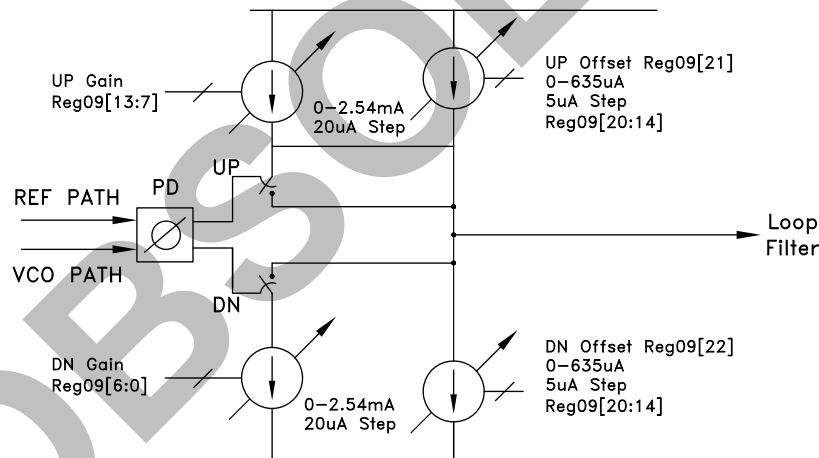 UP Gain
Reg09[13:7]
0-2.54mA
20uA Step
UP Offset Reg09[21]
0-635uA
5uA Step
Reg09[20:14]
UP
PD
REF PATH
VCO PATH
DN
Loop
Filter
DN Gain
Reg09[6:0]
0-2.54mA
20uA Step
DN Offset Reg09[22]
0-635uA
5uA Step
Reg09[20:14]